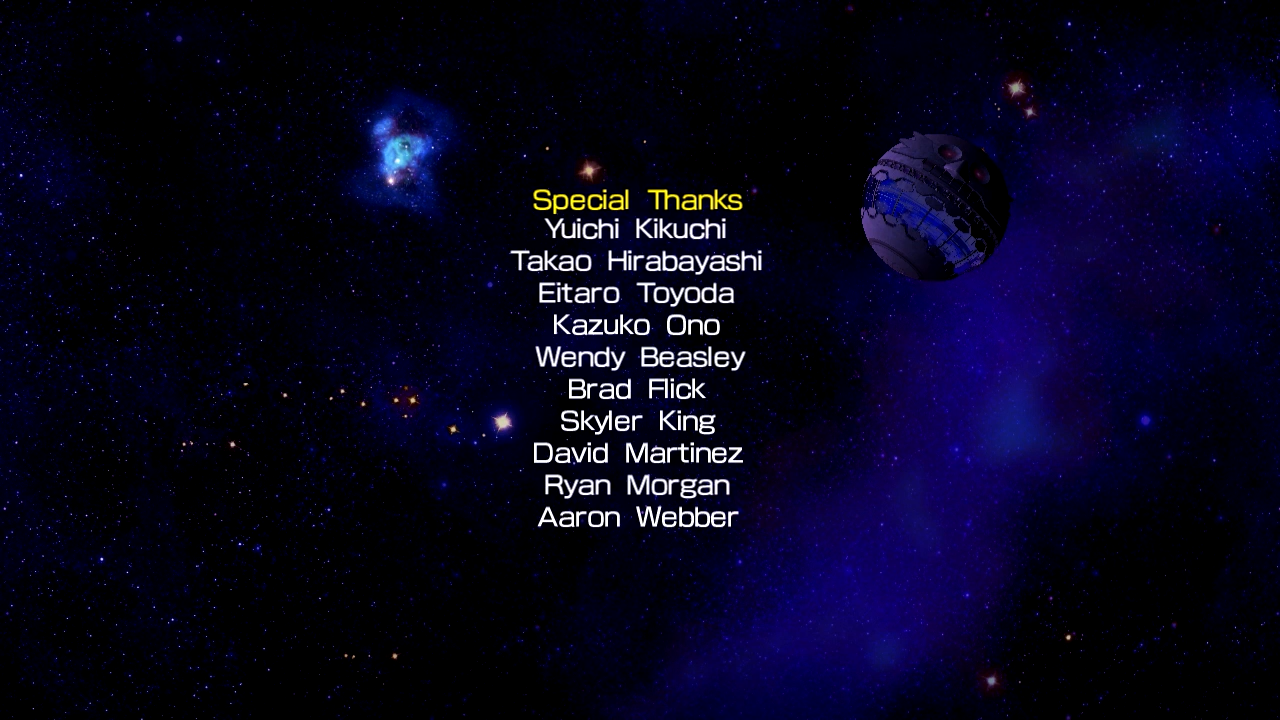 Special Thanks
Yuichi Kikuchi
Takao Hirabayashi
Eitaro Toyoda
Kazuko Ono
Wendy Beasley
Brad Flick
Skyler King
David Martinez
Ryan Morgan
Aaron Webber